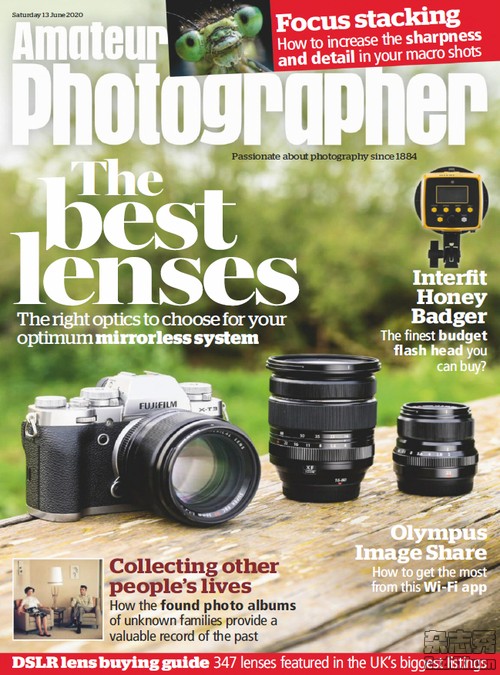 Saturday 13 June 2020
Amateur
Photographer
Focus stacking
How to increase the sharpness
and detail in your macro shots
Passionate about photography since 1884
The
best
lenses
The right optics to choose for your
optimum mirrorless system
Interfit
Honey
Badger
The finest budget
flash head you
can buy?
FUJIFILM
X-T3
XF
Olympus
Image Share
How to get the most
from this Wi-Fi app
Collecting other
people's lives
How the found photo albums
of unknown families provide a
valuable record of the past
DSLR lens buying guide 347 lenses featured in the UK's biggest listings
杂志秀